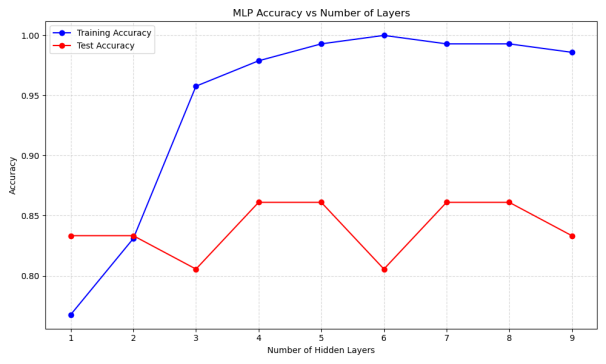 MLP Accuracy vs Number of Layers
Training Accuracy
Test Accuracy
1.00
0.95
0.90
0.85
0.80
Accuracy
1 2 3 4 5 6 7 8 9
Number of Hidden Layers